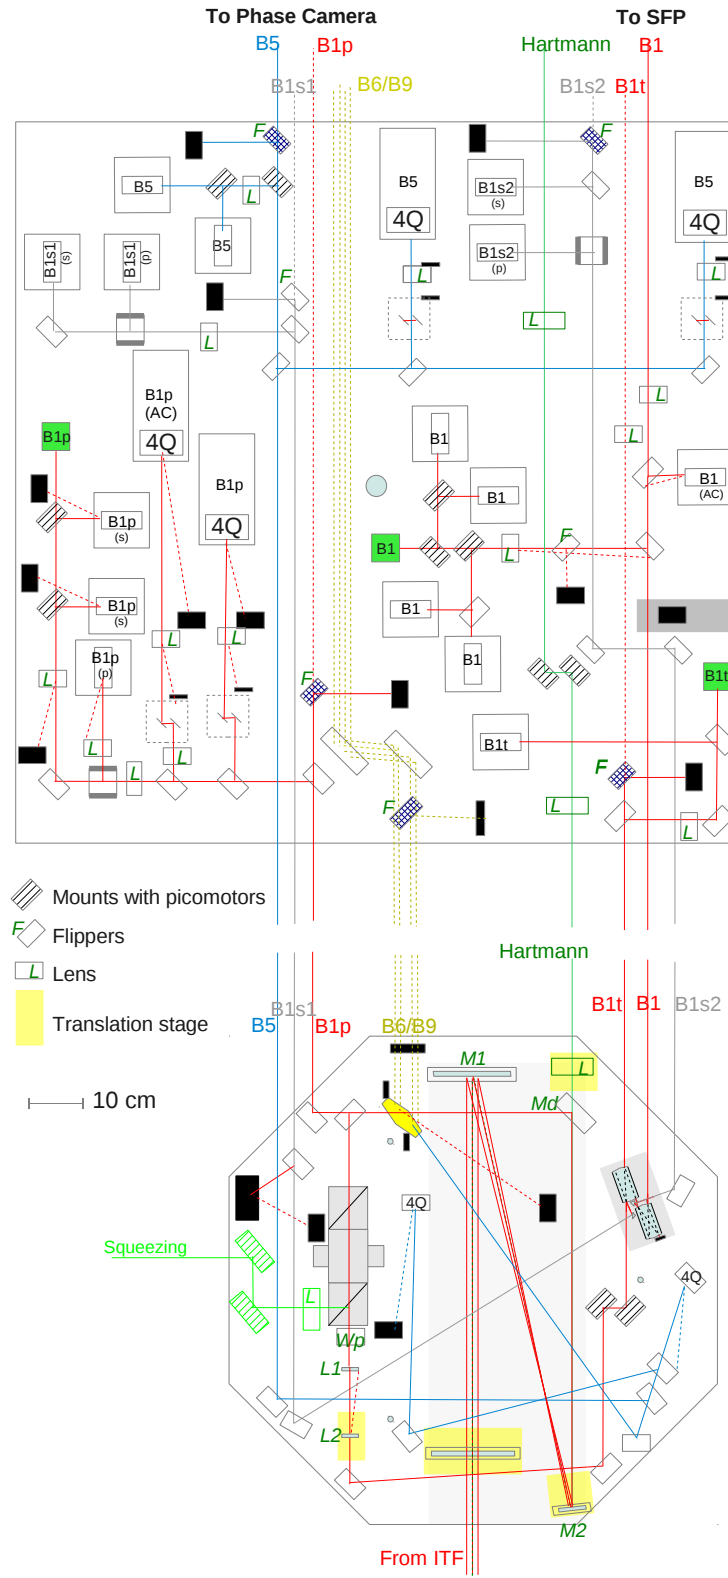 To Phase Camera
To SFP
B5
B1p
Hartmann
B1
B1s1
B6/B9
B1s2
B1t
F
F
B5
L
B5
4Q
B1s2
(s)
B5
4Q
B5
B1s1
(s)
B1s1
(p)
B1s2
(p)
F
L
L
L
L
B1p
(AC)
4Q
L
B1p
B1
L
B1p
4Q
B1
(AC)
B1
B1p
(s)
B1
L
F
B1p
(s)
B1
L
L
B1
B1p
(p)
L
F
B1t
L
L
L
B1t
F
F
L
L
Mounts with picomotors
F
Flippers
L
Lens
Translation stage
10 cm
Hartmann
B5
B1s1
B1p
B6/B9
B1t
B1
B1s2
M1
L
Md
4Q
Squeezing
L
4Q
Wp
L1
L2
M2
From ITF